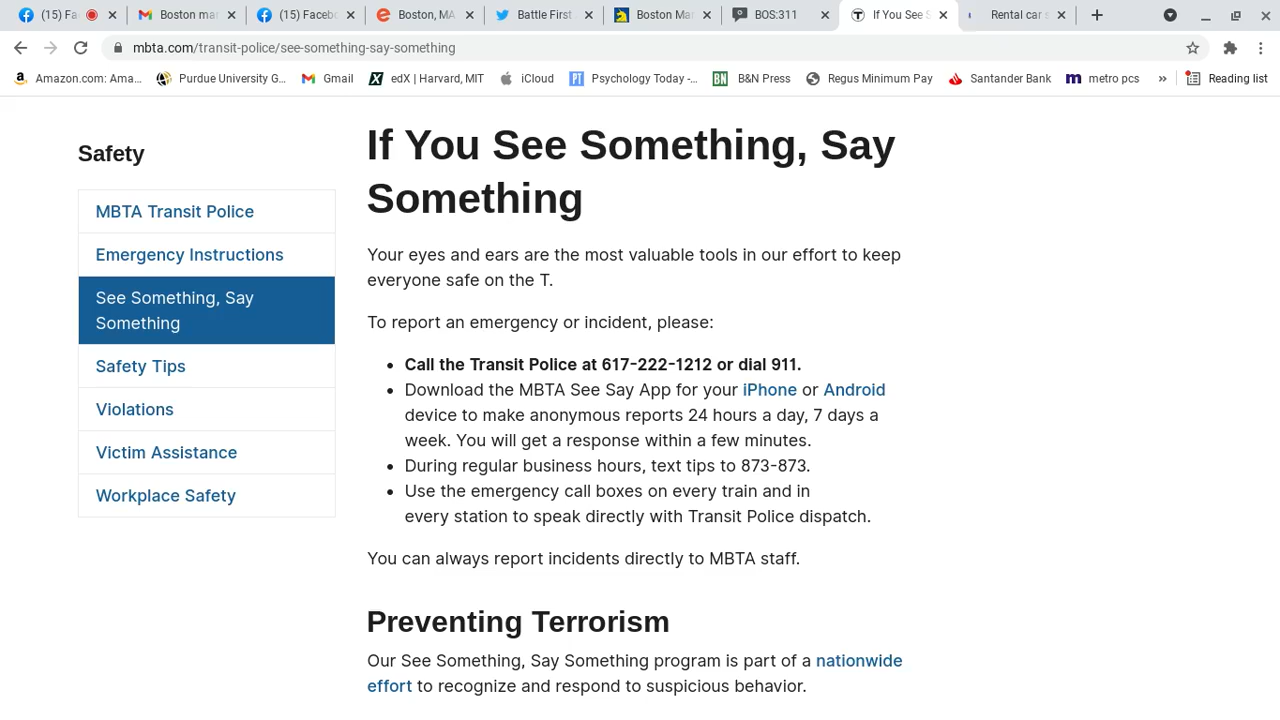 (15) Fa
Boston mar
(15) Facebo
Boston, MA
Battle First
Boston Mar
BOS:311
If You See S
Rental car s
mbta.com/transit-police/see-something-say-something
Amazon.com: Ama...
Purdue University G...
Gmail
edX | Harvard, MIT
iCloud
Psychology Today -...
B&N Press
Regus Minimum Pay
Santander Bank
metro pcs
»
Reading list
Safety
MBTA Transit Police
Emergency Instructions
See Something, Say
Something
Safety Tips
Violations
Victim Assistance
Workplace Safety
If You See Something, Say
Something
Your eyes and ears are the most valuable tools in our effort to keep
everyone safe on the T.
To report an emergency or incident, please:
• Call the Transit Police at 617-222-1212 or dial 911.
• Download the MBTA See Say App for your iPhone or Android
device to make anonymous reports 24 hours a day, 7 days a
week. You will get a response within a few minutes.
• During regular business hours, text tips to 873-873.
• Use the emergency call boxes on every train and in
every station to speak directly with Transit Police dispatch.
You can always report incidents directly to MBTA staff.
Preventing Terrorism
Our See Something, Say Something program is part of a nationwide
effort to recognize and respond to suspicious behavior.